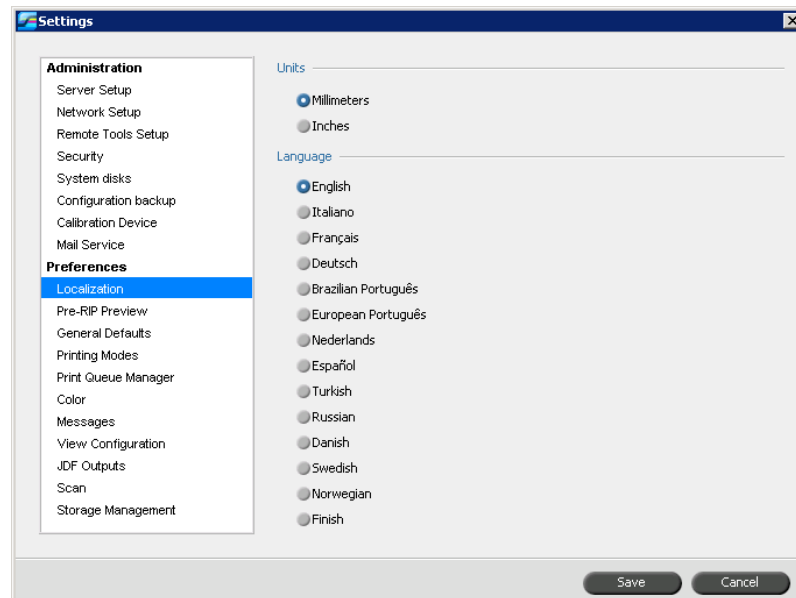 Settings
Administration
Server Setup
Network Setup
Remote Tools Setup
Security
System disks
Configuration backup
Calibration Device
Mail Service
Preferences
Localization
Pre-RIP Preview
General Defaults
Printing Modes
Print Queue Manager
Color
Messages
View Configuration
JDF Outputs
Scan
Storage Management
Units
Millimeters
Inches
Language
English
Italiano
Français
Deutsch
Brazilian Português
European Português
Nederlands
Español
Turkish
Russian
Danish
Swedish
Norwegian
Finish
Save
Cancel